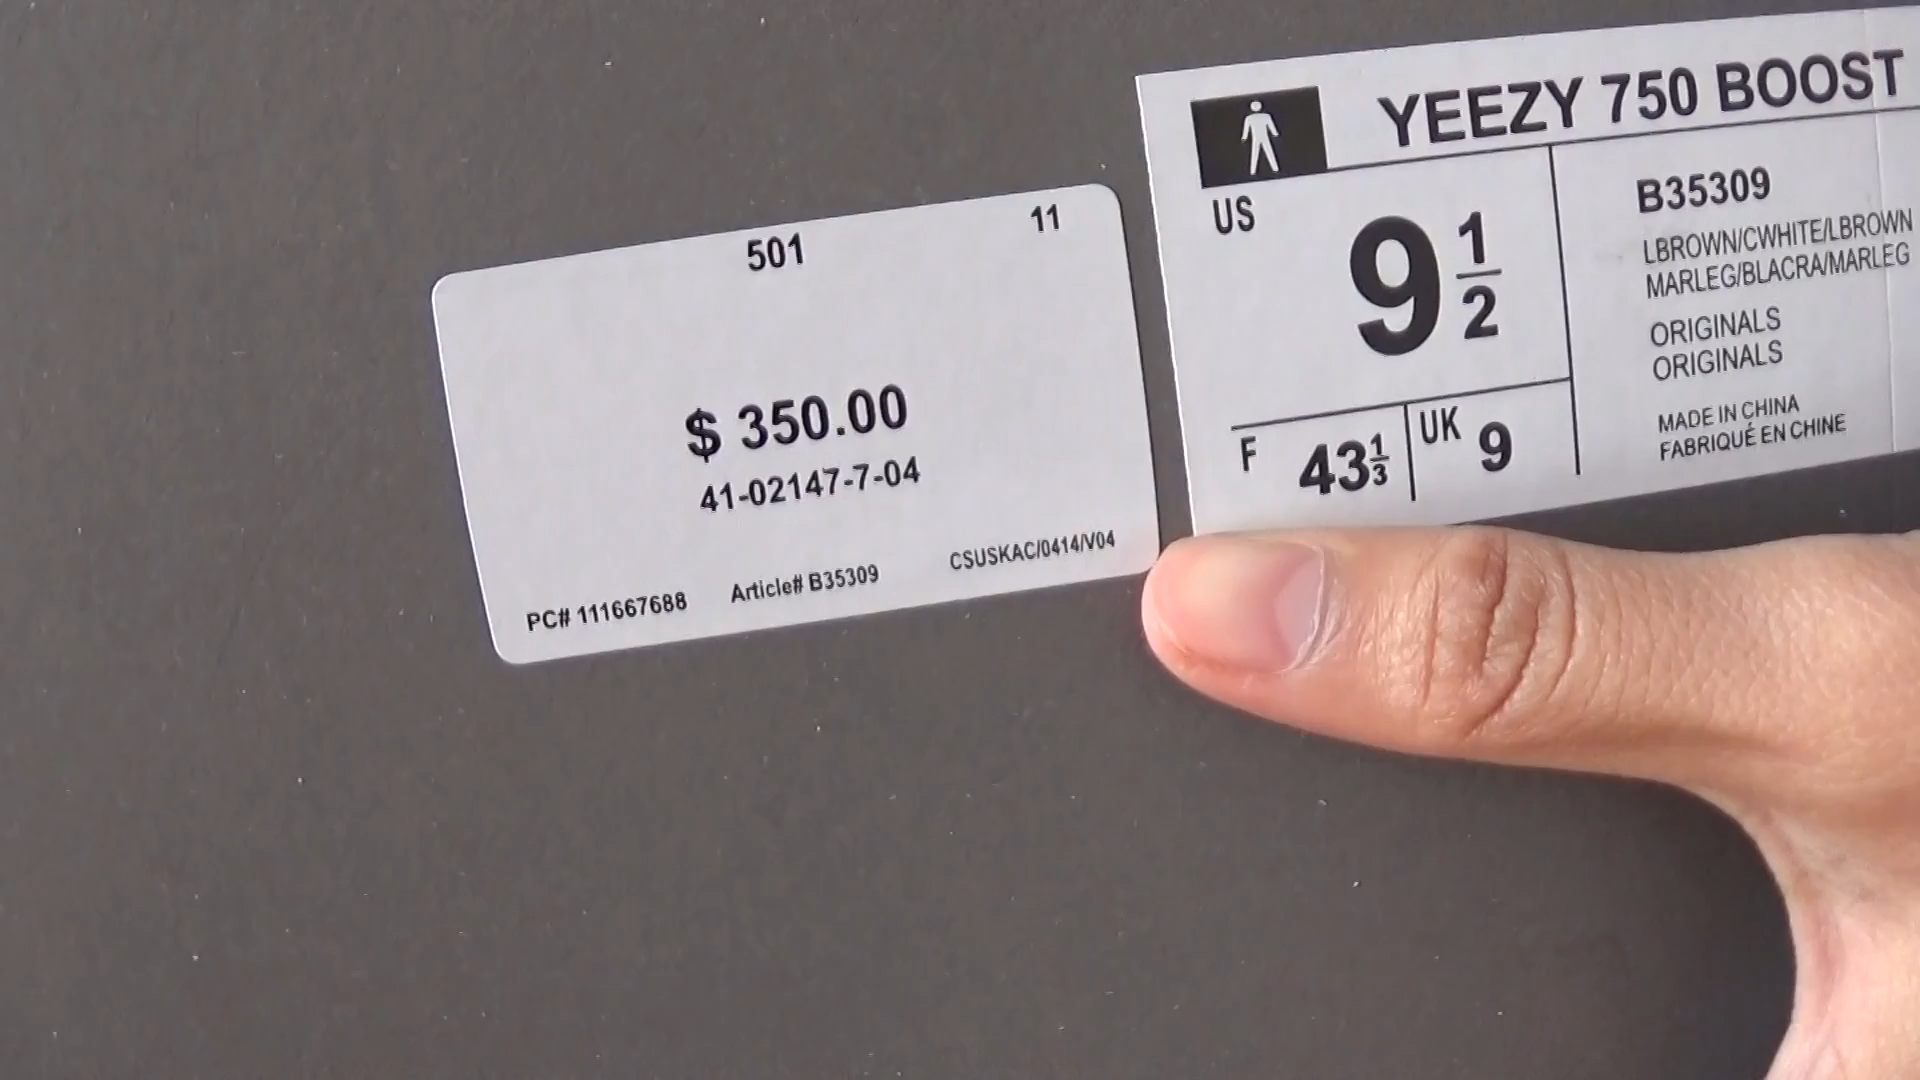 501
11
$ 350.00
41-02147-7-04
PC# 111667688
Article# B35309
CSUSKAC/0414/V04
YEEZY 750 BOOST
US
9 1/2
F
43 1/3
UK
9
B35309
LBROWN/CWHITE/LBROWN
MARLEG/BLACRA/MARLEG
ORIGINALS
ORIGINALS
MADE IN CHINA
FABRIQUÉ EN CHINE